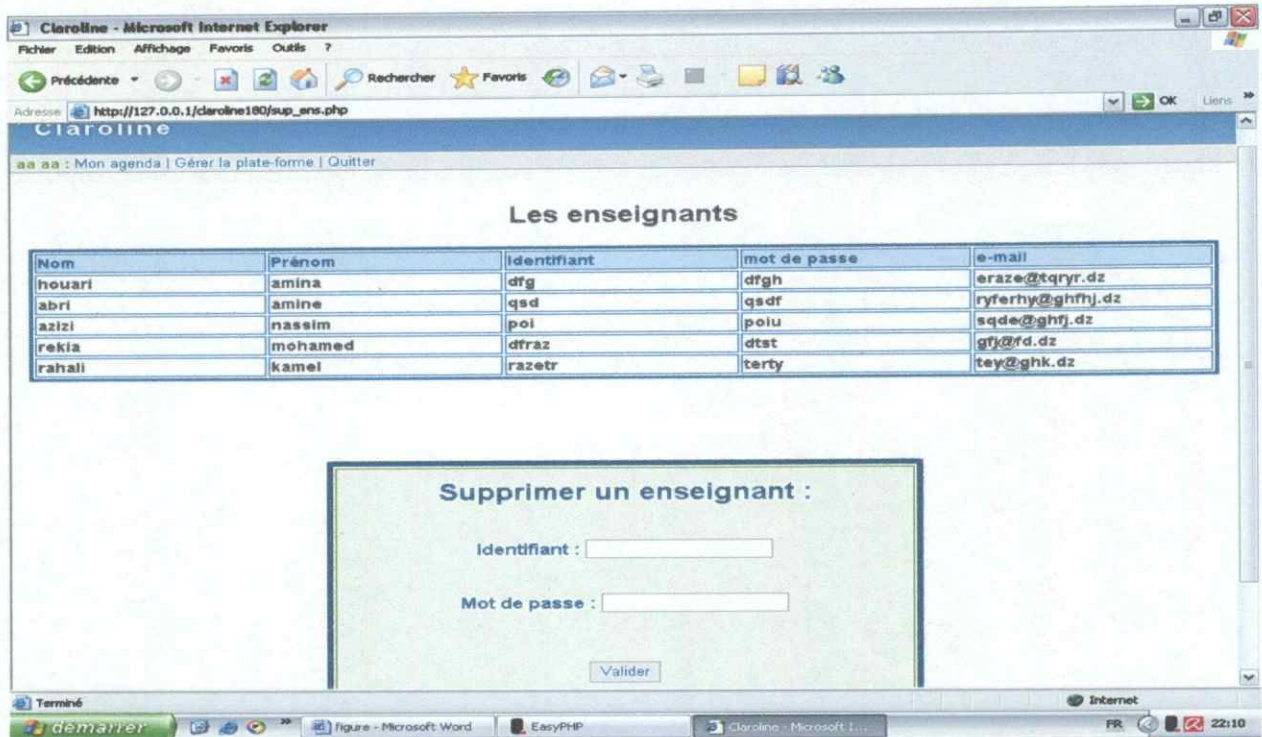 Claroline - Microsoft Internet Explorer
Fichier Edition Affichage Favoris Outils ?
Précédente Rechercher Favoris
Adresse http://127.0.0.1/claroline180/sup_ens.php OK Liens »
Claroline
aa aa : Mon agenda | Gérer la plate-forme | Quitter
Les enseignants
Nom Prénom Identifiant mot de passe e-mail
houari amina dfg dfgh eraze@tqryr.dz
abri amine qsd qsdf ryferhy@ghfhj.dz
azizi nassim poi poiu sqde@ghfj.dz
rekia mohamed dfraz dtst gfj@fd.dz
rahali kamel razetr terty tey@ghk.dz
Supprimer un enseignant :
Identifiant :
Mot de passe :
Valider
Terminé Internet
démarrer » figure - Microsoft Word EasyPHP Claroline - Microsoft I... FR 22:10